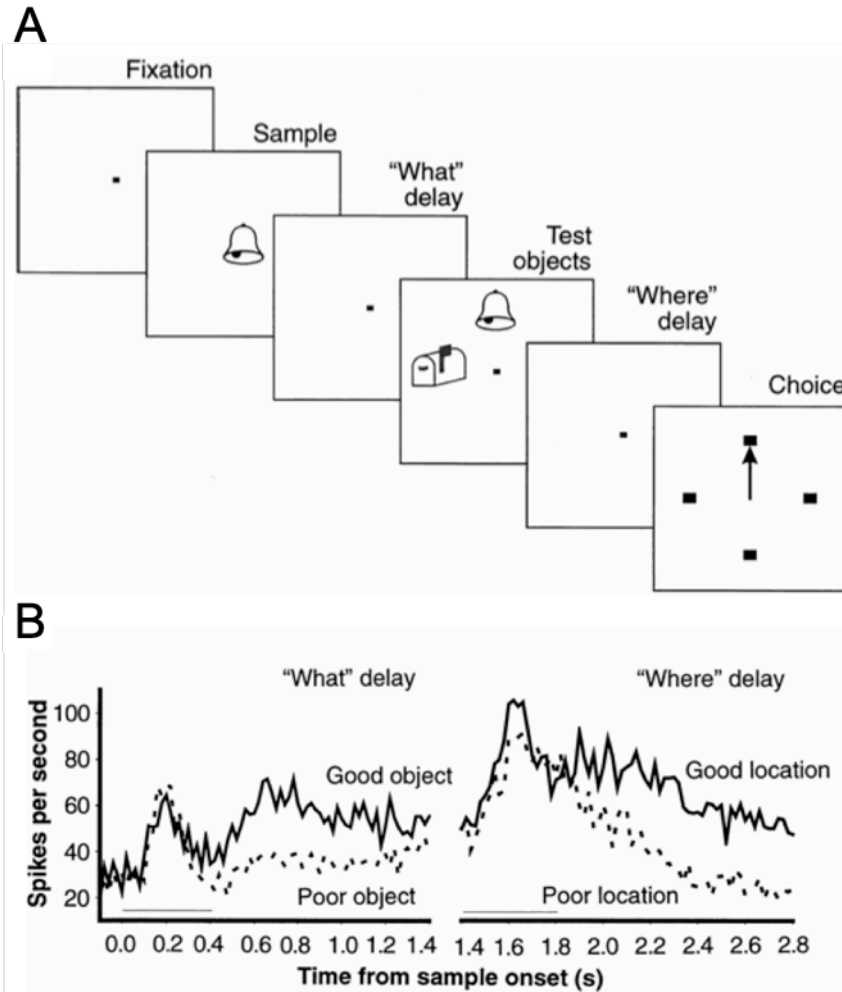 A
Fixation
Sample
“What”
delay
Test
objects
“Where”
delay
Choice
B
“What” delay
“Where” delay
Spikes per second
100
80
60
40
20
Good object
Good location
Poor object
Poor location
0.0 0.2 0.4 0.6 0.8 1.0 1.2 1.4
1.4 1.6 1.8 2.0 2.2 2.4 2.6 2.8
Time from sample onset (s)